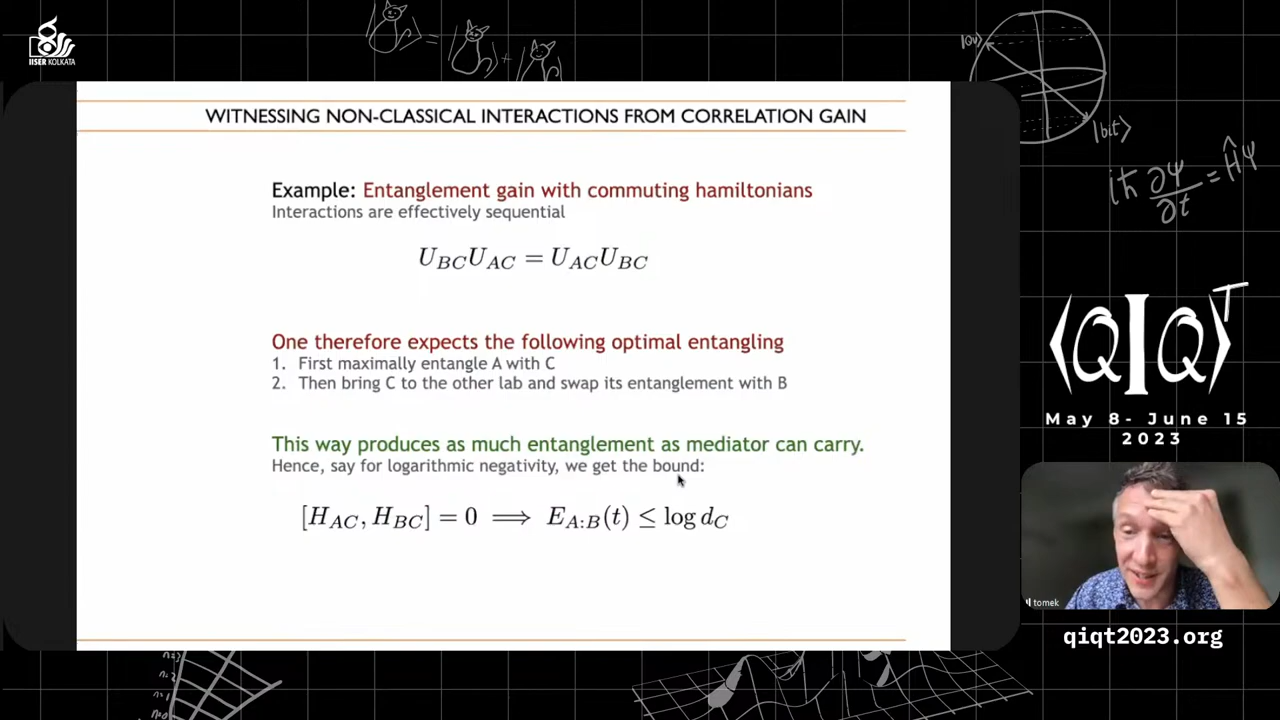 IISER KOLKATA
WITNESSING NON-CLASSICAL INTERACTIONS FROM CORRELATION GAIN
Example: Entanglement gain with commuting hamiltonians
Interactions are effectively sequential
U_{BC}U_{AC} = U_{AC}U_{BC}
One therefore expects the following optimal entangling
1. First maximally entangle A with C
2. Then bring C to the other lab and swap its entanglement with B
This way produces as much entanglement as mediator can carry.
Hence, say for logarithmic negativity, we get the bound:
[H_{AC}, H_{BC}] = 0 ⟹ E_{A:B}(t) ≤ log d_C
|bit⟩
iħ ∂ψ/∂t = Ĥψ
⟨QIQ⟩T
May 8- June 15
2023
tomek
qiqt2023.org
n=2
n=1
n=0